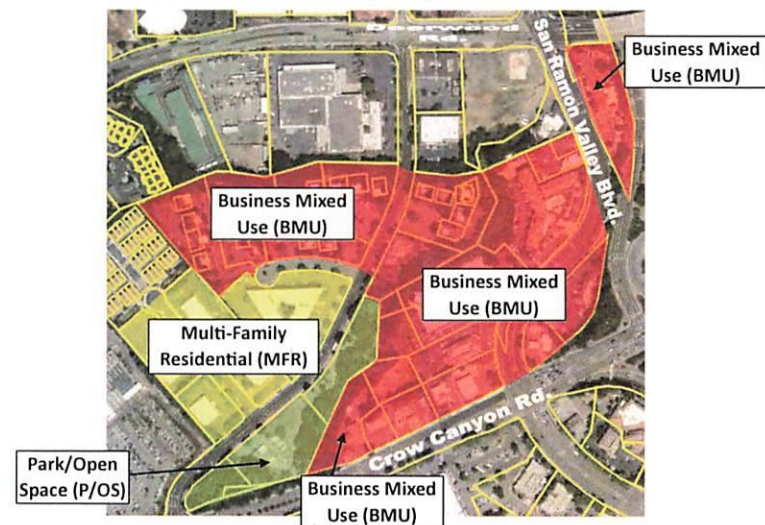 Deerwood
Rd.
San Ramon Valley Blvd.
Business Mixed
Use (BMU)
Business Mixed
Use (BMU)
Business Mixed
Use (BMU)
Multi-Family
Residential (MFR)
Crow Canyon Rd.
Park/Open
Space (P/OS)
Business Mixed
Use (BMU)